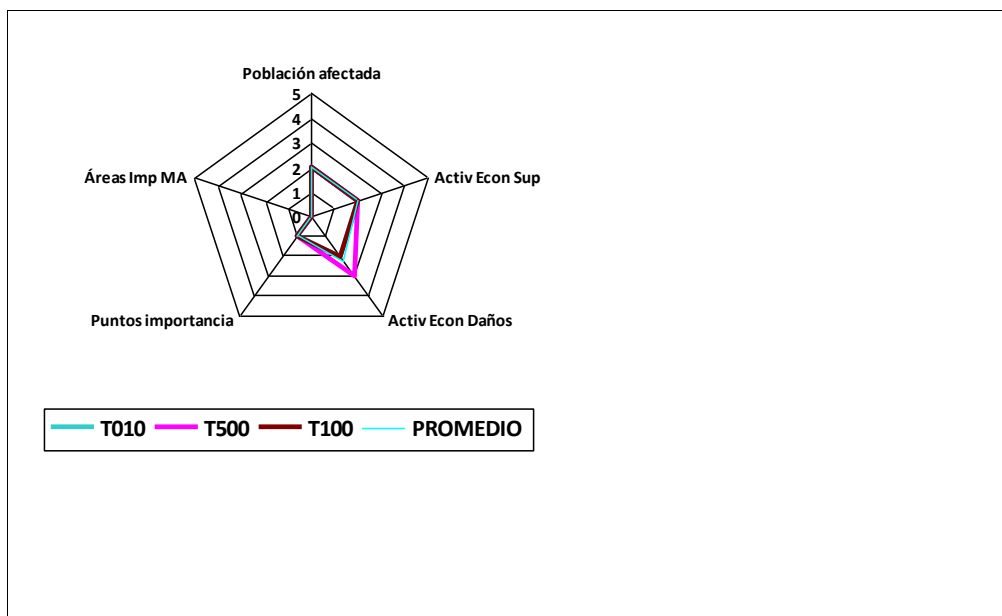 Población afectada
5
4
3
2
1
0
Áreas Imp MA
Activ Econ Sup
Puntos importancia
Activ Econ Daños
T010 T500 T100 PROMEDIO